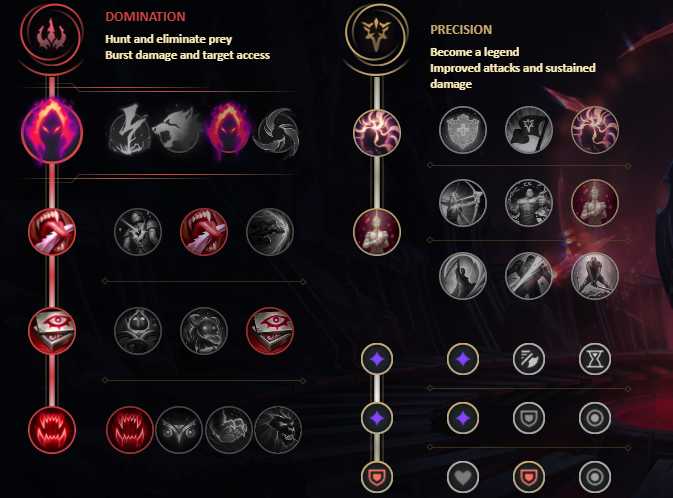 DOMINATION
Hunt and eliminate prey
Burst damage and target access
PRECISION
Become a legend
Improved attacks and sustained
damage